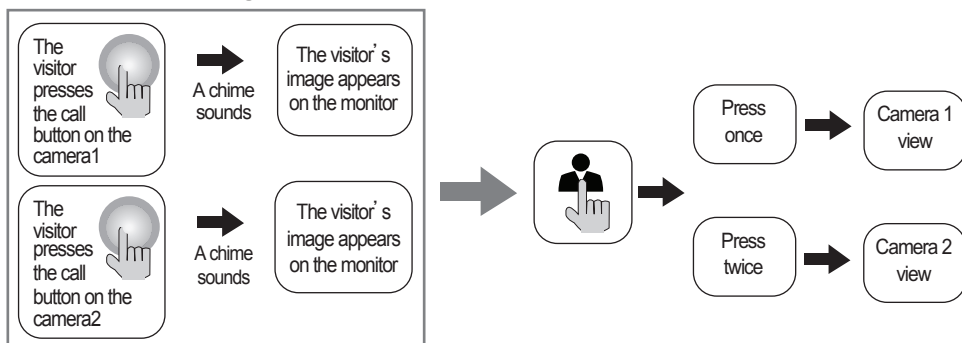 The
visitor
presses
the call
button on the
camera1
A chime
sounds
The visitor’s
image appears
on the monitor
The
visitor
presses
the call
button on the
camera2
A chime
sounds
The visitor’s
image appears
on the monitor
Press
once
Camera 1
view
Press
twice
Camera 2
view